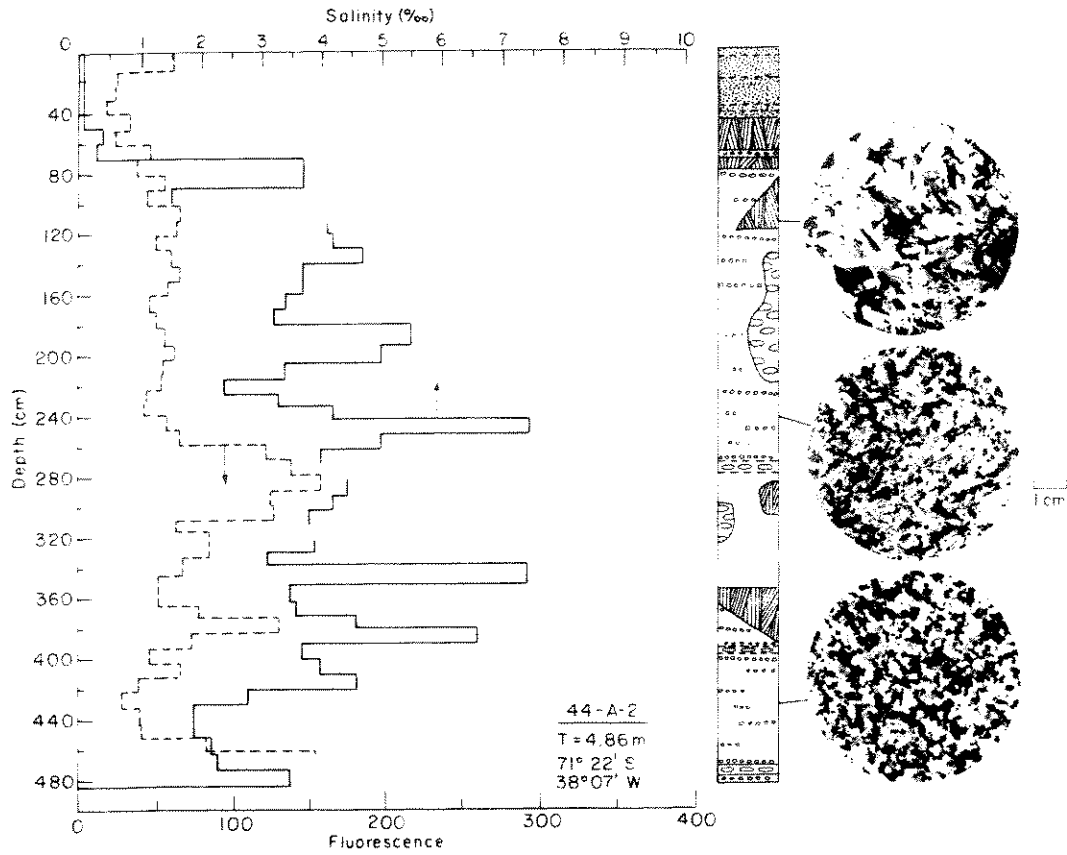 Salinity (‰)
0 1 2 3 4 5 6 7 8 9 10
Depth (cm)
40
80
120
160
200
240
280
320
360
400
440
480
44-A-2
T = 4.86 m
71° 22' S
38° 07' W
1 cm
0 100 200 300 400
Fluorescence